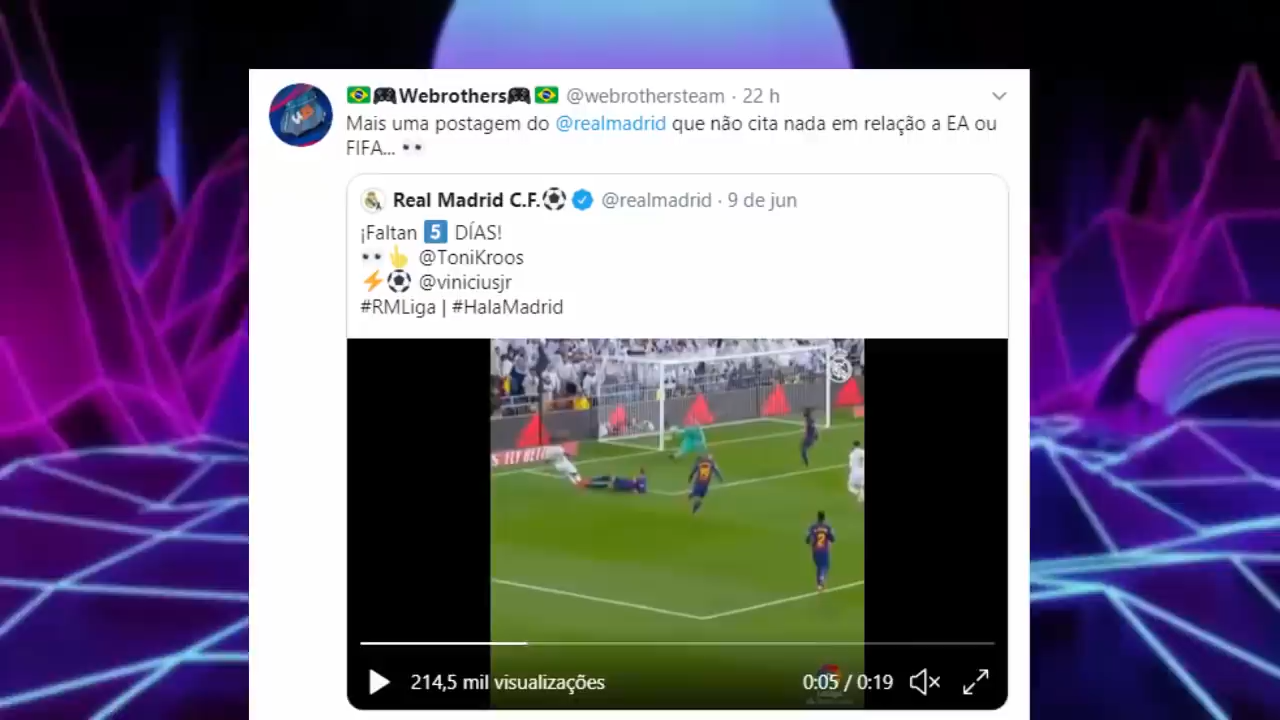 🇧🇷🎮Webrothers🎮🇧🇷 @webrothersteam · 22 h
Mais uma postagem do @realmadrid que não cita nada em relação a EA ou
FIFA... 👀
Real Madrid C.F.⚽ @realmadrid · 9 de jun
¡Faltan 5️⃣ DÍAS!
👀👆 @ToniKroos
⚡⚽ @viniciusjr
#RMLiga | #HalaMadrid
2
214,5 mil visualizações
0:05 / 0:19